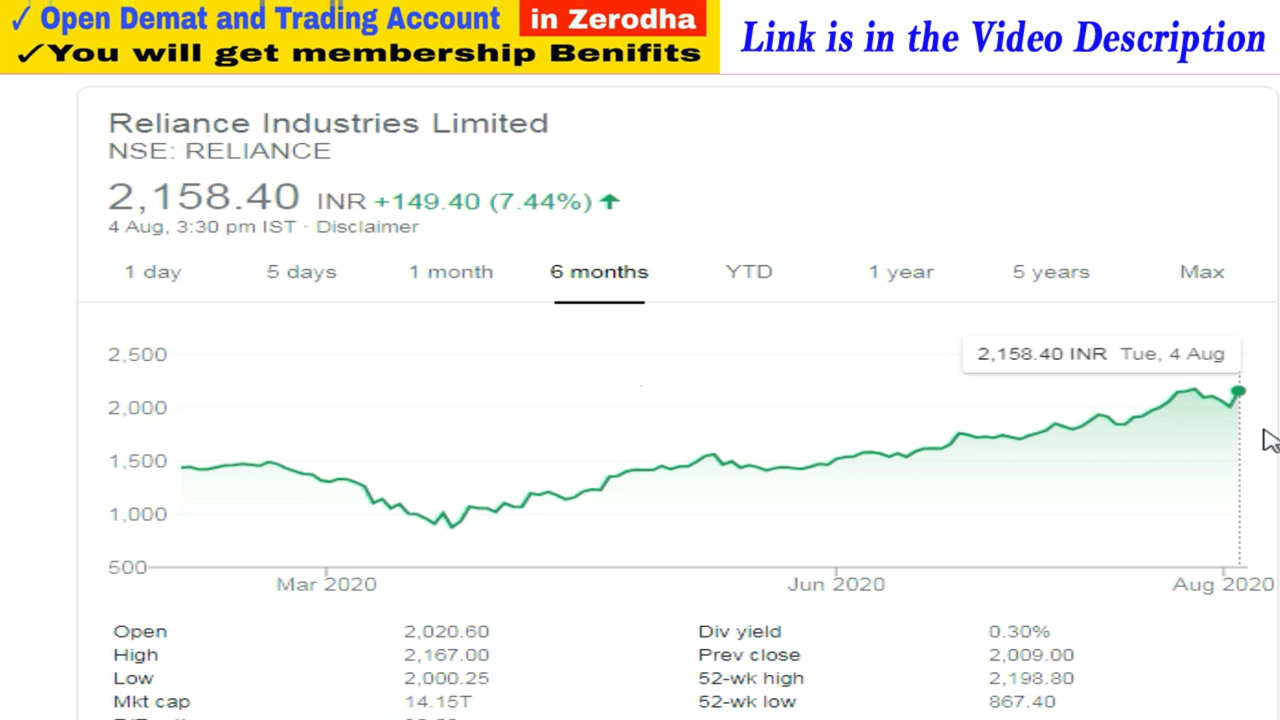 ✓ Open Demat and Trading Account in Zerodha
✓You will get membership Benifits
Link is in the Video Description
Reliance Industries Limited
NSE: RELIANCE
2,158.40 INR +149.40 (7.44%) ↑
4 Aug, 3:30 pm IST · Disclaimer
1 day 5 days 1 month 6 months YTD 1 year 5 years Max
2,158.40 INR Tue, 4 Aug
2,500
2,000
1,500
1,000
500
Mar 2020 Jun 2020 Aug 2020
Open 2,020.60 Div yield 0.30%
High 2,167.00 Prev close 2,009.00
Low 2,000.25 52-wk high 2,198.80
Mkt cap 14.15T 52-wk low 867.40